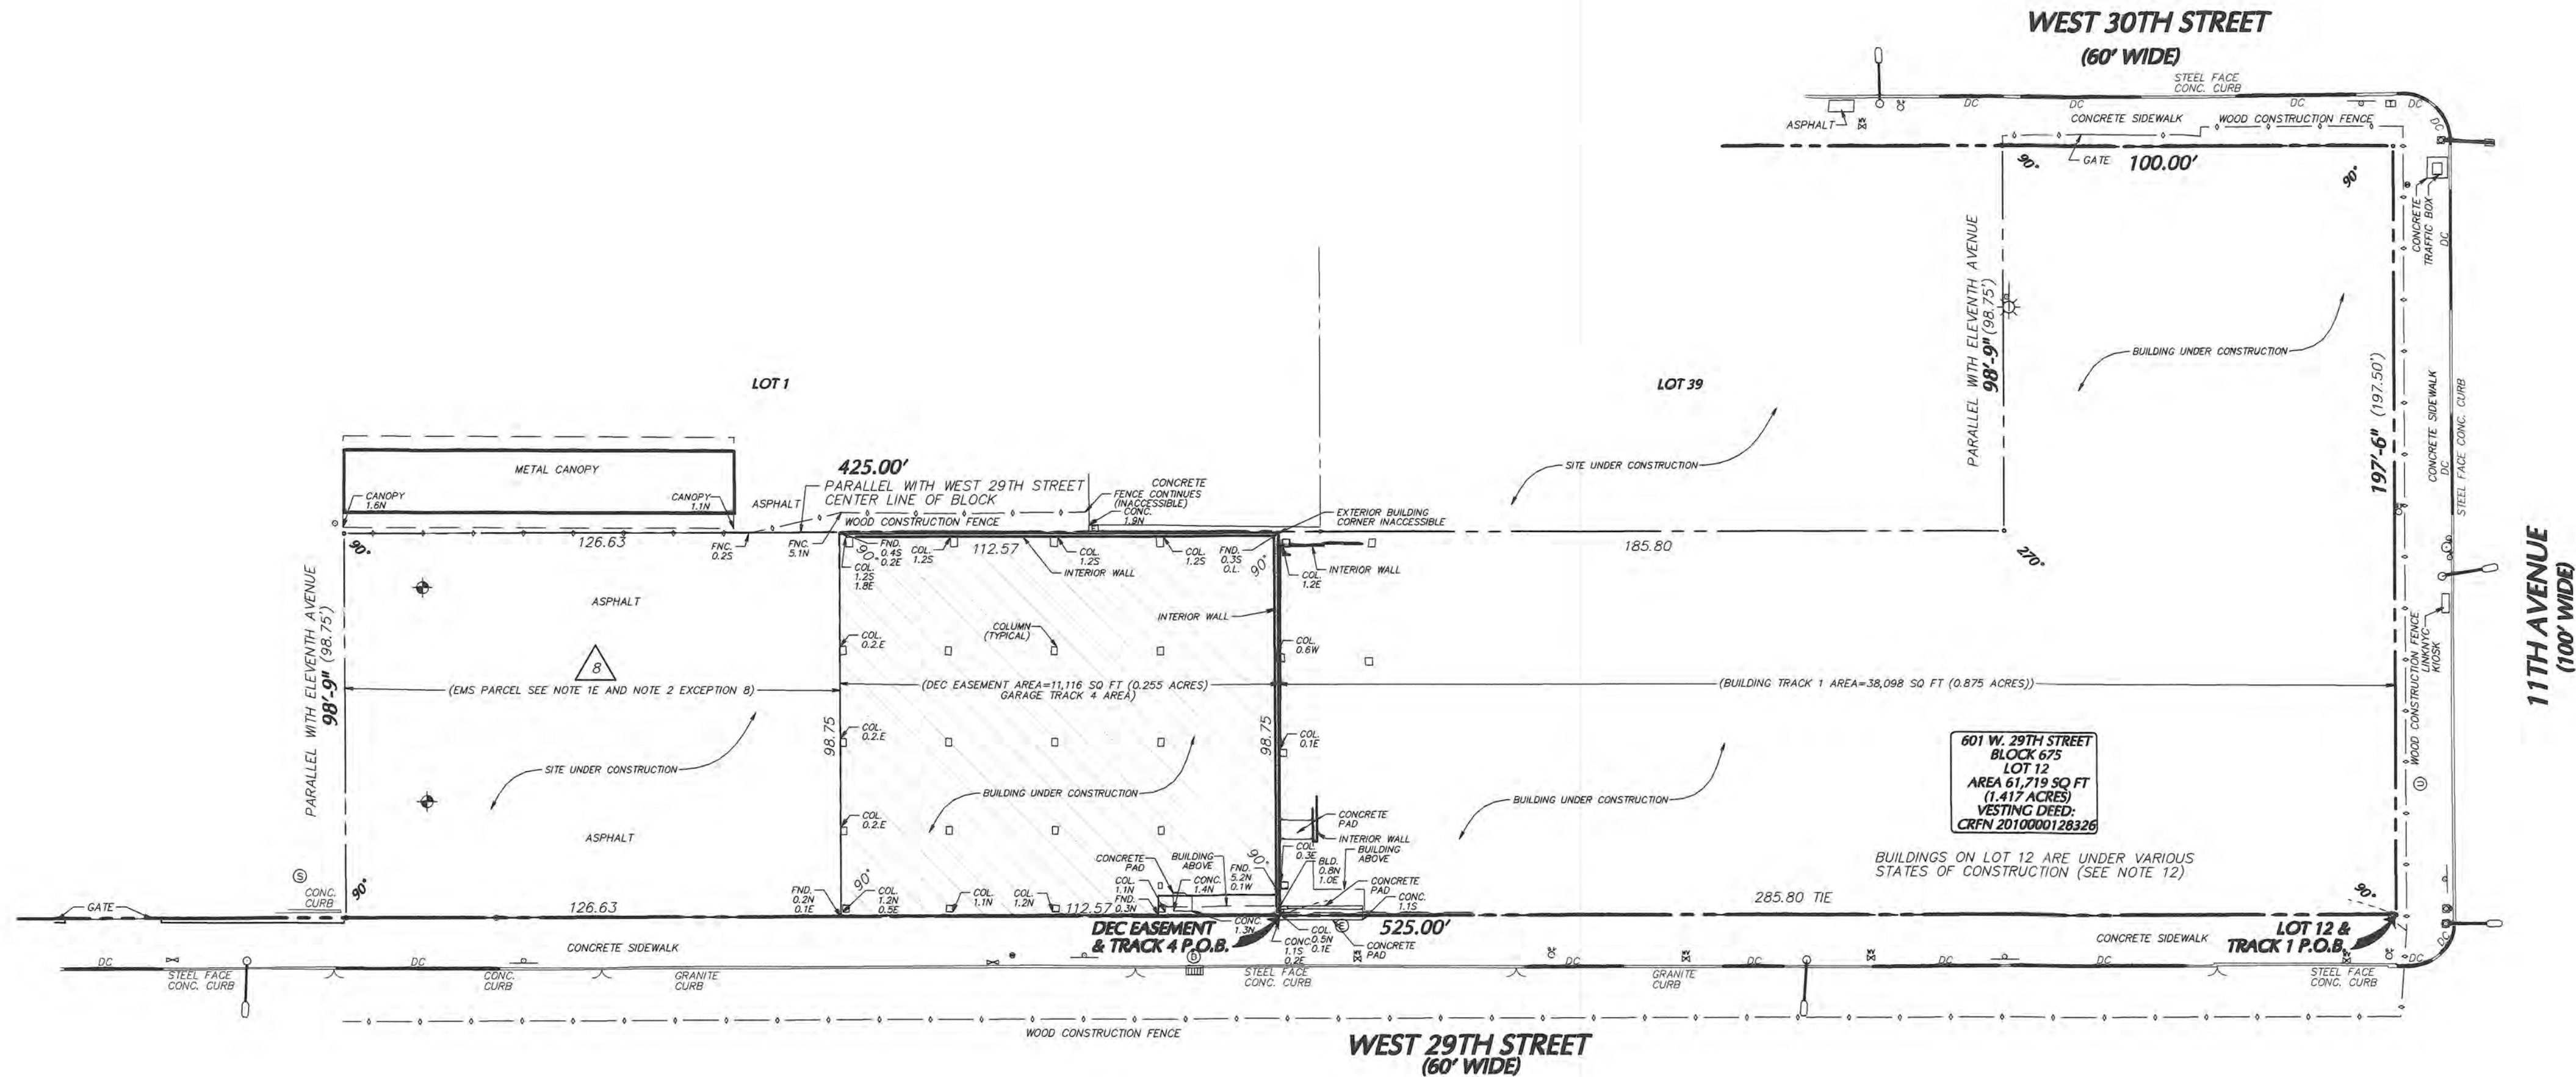 WEST 30TH STREET
(60' WIDE)
STEEL FACE
CONC. CURB
DC
DC
DC
DC
DC
ASPHALT
CONCRETE SIDEWALK
WOOD CONSTRUCTION FENCE
GATE
100.00'
90°
90°
CONCRETE
TRAFFIC BOX
DC
PARALLEL WITH ELEVENTH AVENUE
98'-9" (98.75')
BUILDING UNDER CONSTRUCTION
197'-6" (197.50')
CONCRETE SIDEWALK
DC
STEEL FACE CONC. CURB
LOT 1
LOT 39
METAL CANOPY
CANOPY
1.6N
CANOPY
1.1N
425.00'
PARALLEL WITH WEST 29TH STREET
CENTER LINE OF BLOCK
ASPHALT
WOOD CONSTRUCTION FENCE
CONCRETE
FENCE CONTINUES
(INACCESSIBLE)
CONC.
1.9N
EXTERIOR BUILDING
CORNER INACCESSIBLE
SITE UNDER CONSTRUCTION
90°
126.63
FNC.
0.2S
FNC.
5.1N
90°
FND.
0.4S
0.2E
COL.
1.2S
1.8E
COL.
1.2S
112.57
COL.
1.2S
INTERIOR WALL
COL.
1.2S
FND.
0.3S
O.L.
90°
COL.
1.2E
INTERIOR WALL
185.80
270°
11TH AVENUE
(100' WIDE)
PARALLEL WITH ELEVENTH AVENUE
98'-9" (98.75')
ASPHALT
8
(EMS PARCEL SEE NOTE 1E AND NOTE 2 EXCEPTION 8)
COL.
0.2.E
COLUMN
(TYPICAL)
INTERIOR WALL
COL.
0.6W
(DEC EASEMENT AREA=11,116 SQ FT (0.255 ACRES)
GARAGE TRACK 4 AREA)
(BUILDING TRACK 1 AREA=38,098 SQ FT (0.875 ACRES))
WOOD CONSTRUCTION FENCE
LINKNYC
KIOSK
98.75
COL.
0.2.E
98.75
COL.
0.1E
SITE UNDER CONSTRUCTION
BUILDING UNDER CONSTRUCTION
BUILDING UNDER CONSTRUCTION
601 W. 29TH STREET
BLOCK 675
LOT 12
AREA 61,719 SQ FT
(1.417 ACRES)
VESTING DEED:
CRFN 2010000128326
BUILDINGS ON LOT 12 ARE UNDER VARIOUS
STATES OF CONSTRUCTION (SEE NOTE 12)
COL.
0.2.E
ASPHALT
CONCRETE
PAD
INTERIOR WALL
BUILDING
ABOVE
CONCRETE
PAD
BUILDING
ABOVE
FND.
5.2N
0.1W
90°
COL.
0.3E
BLD.
0.8N
1.0E
CONCRETE
PAD
CONC.
1.1S
S
CONC.
CURB
90°
GATE
126.63
FND.
0.2N
0.1E
90°
COL.
1.2N
0.5E
COL.
1.1N
COL.
1.2N
112.57
COL.
1.1N
FND.
0.3N
CONC.
1.4N
CONC.
1.3N
DEC EASEMENT
& TRACK 4 P.O.B.
CONC.
1.1S
0.2E
COL.
0.5N
0.1E
E
CONCRETE
PAD
525.00'
285.80 TIE
90°
LOT 12 &
TRACK 1 P.O.B.
CONCRETE SIDEWALK
CONCRETE SIDEWALK
DC
STEEL FACE
CONC. CURB
DC
CONC.
CURB
GRANITE
CURB
STEEL FACE
CONC. CURB
DC
GRANITE
CURB
DC
DC
DC
DC
STEEL FACE
CONC. CURB
DC
WOOD CONSTRUCTION FENCE
WEST 29TH STREET
(60' WIDE)